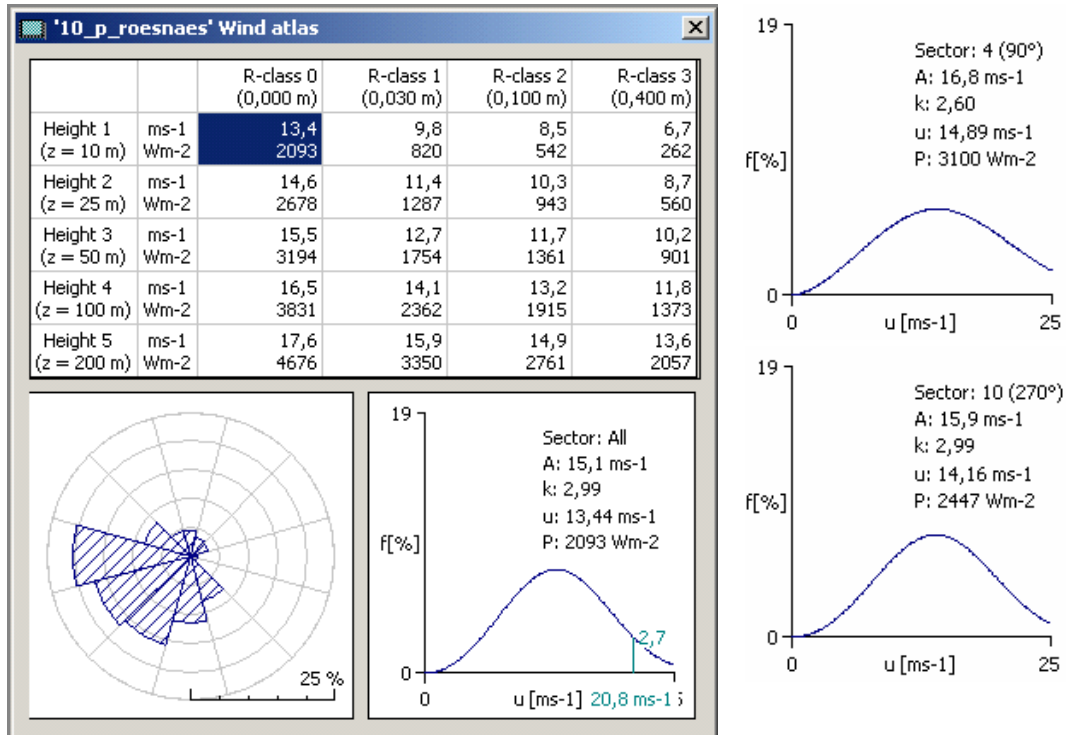 '10_p_roesnaes' Wind atlas
R-class 0 R-class 1 R-class 2 R-class 3
(0,000 m) (0,030 m) (0,100 m) (0,400 m)
Height 1 ms-1 13,4 9,8 8,5 6,7
(z = 10 m) Wm-2 2093 820 542 262
Height 2 ms-1 14,6 11,4 10,3 8,7
(z = 25 m) Wm-2 2678 1287 943 560
Height 3 ms-1 15,5 12,7 11,7 10,2
(z = 50 m) Wm-2 3194 1754 1361 901
Height 4 ms-1 16,5 14,1 13,2 11,8
(z = 100 m) Wm-2 3831 2362 1915 1373
Height 5 ms-1 17,6 15,9 14,9 13,6
(z = 200 m) Wm-2 4676 3350 2761 2057
25 %
19
Sector: All
A: 15,1 ms-1
k: 2,99
u: 13,44 ms-1
P: 2093 Wm-2
f[%]
2,7
0
0 u [ms-1] 20,8 ms-1 5
19
Sector: 4 (90°)
A: 16,8 ms-1
k: 2,60
u: 14,89 ms-1
P: 3100 Wm-2
f[%]
0
0 u [ms-1] 25
19
Sector: 10 (270°)
A: 15,9 ms-1
k: 2,99
u: 14,16 ms-1
P: 2447 Wm-2
f[%]
0
0 u [ms-1] 25